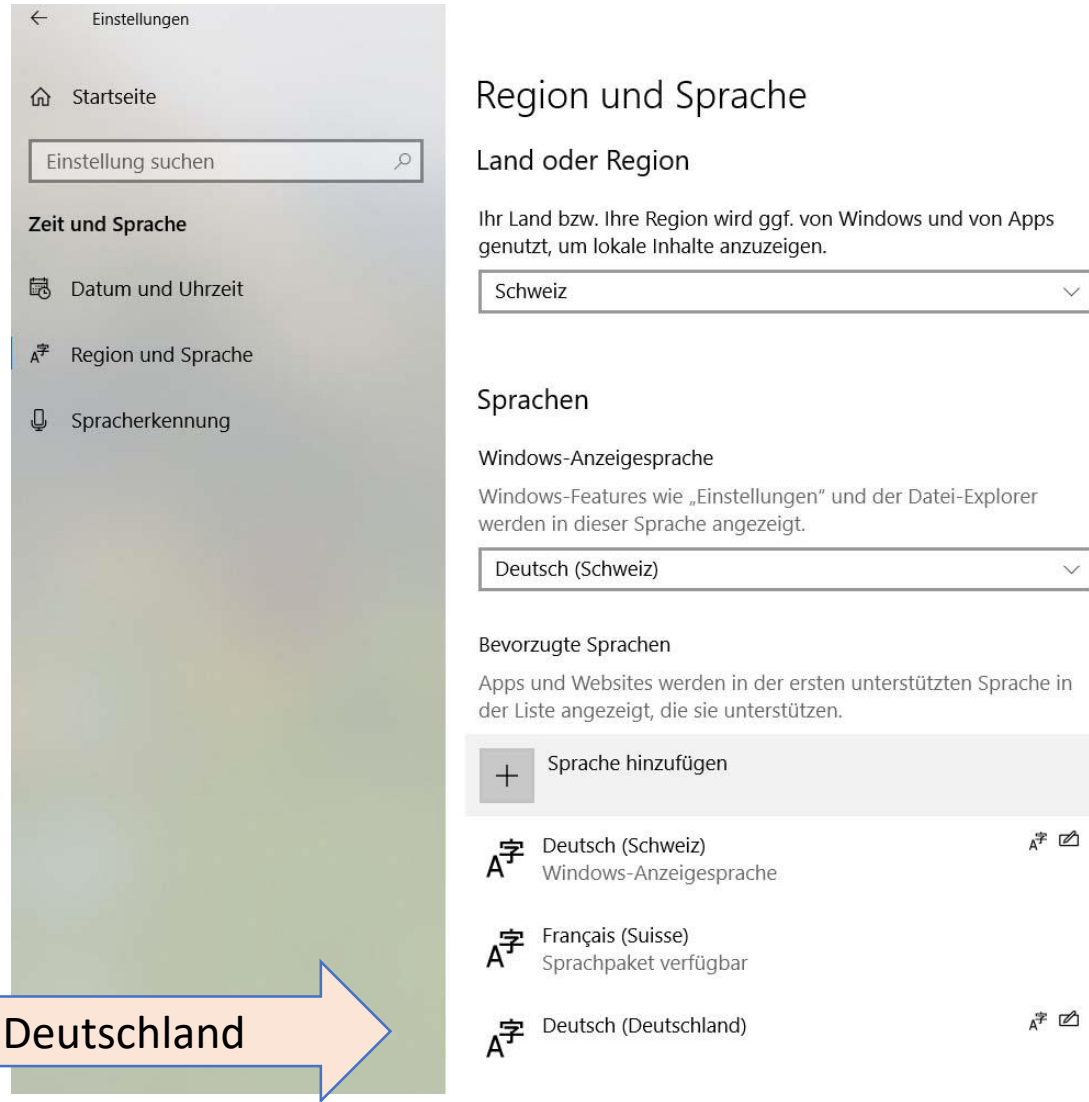 Einstellungen
Startseite
Einstellung suchen
Zeit und Sprache
Datum und Uhrzeit
Region und Sprache
Spracherkennung
Region und Sprache
Land oder Region
Ihr Land bzw. Ihre Region wird ggf. von Windows und von Apps
genutzt, um lokale Inhalte anzuzeigen.
Schweiz
Sprachen
Windows-Anzeigesprache
Windows-Features wie „Einstellungen“ und der Datei-Explorer
werden in dieser Sprache angezeigt.
Deutsch (Schweiz)
Bevorzugte Sprachen
Apps und Websites werden in der ersten unterstützten Sprache in
der Liste angezeigt, die sie unterstützen.
Sprache hinzufügen
Deutsch (Schweiz)
Windows-Anzeigesprache
Français (Suisse)
Sprachpaket verfügbar
Deutsch (Deutschland)
Deutschland